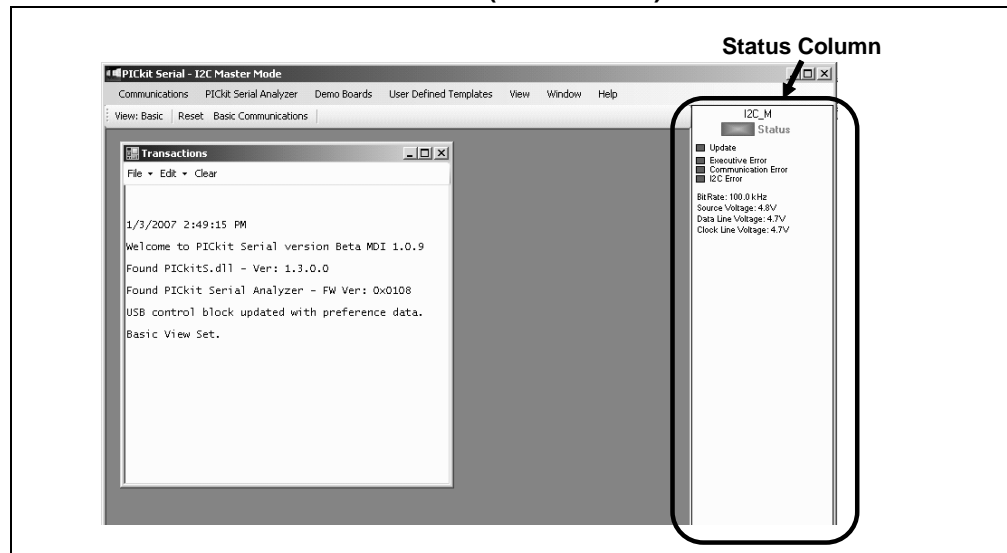 Status Column
PICkit Serial - I2C Master Mode
Communications PICkit Serial Analyzer Demo Boards User Defined Templates View Window Help
View: Basic Reset Basic Communications
I2C_M
Status
Update
Executive Error
Communication Error
I2C Error
BitRate: 100.0 kHz
Source Voltage: 4.8V
Data Line Voltage: 4.7V
Clock Line Voltage: 4.7V
Transactions
File Edit Clear
1/3/2007 2:49:15 PM
Welcome to PICkit Serial version Beta MDI 1.0.9
Found PICkitS.dll - Ver: 1.3.0.0
Found PICkit Serial Analyzer - FW Ver: 0x0108
USB control block updated with preference data.
Basic View Set.